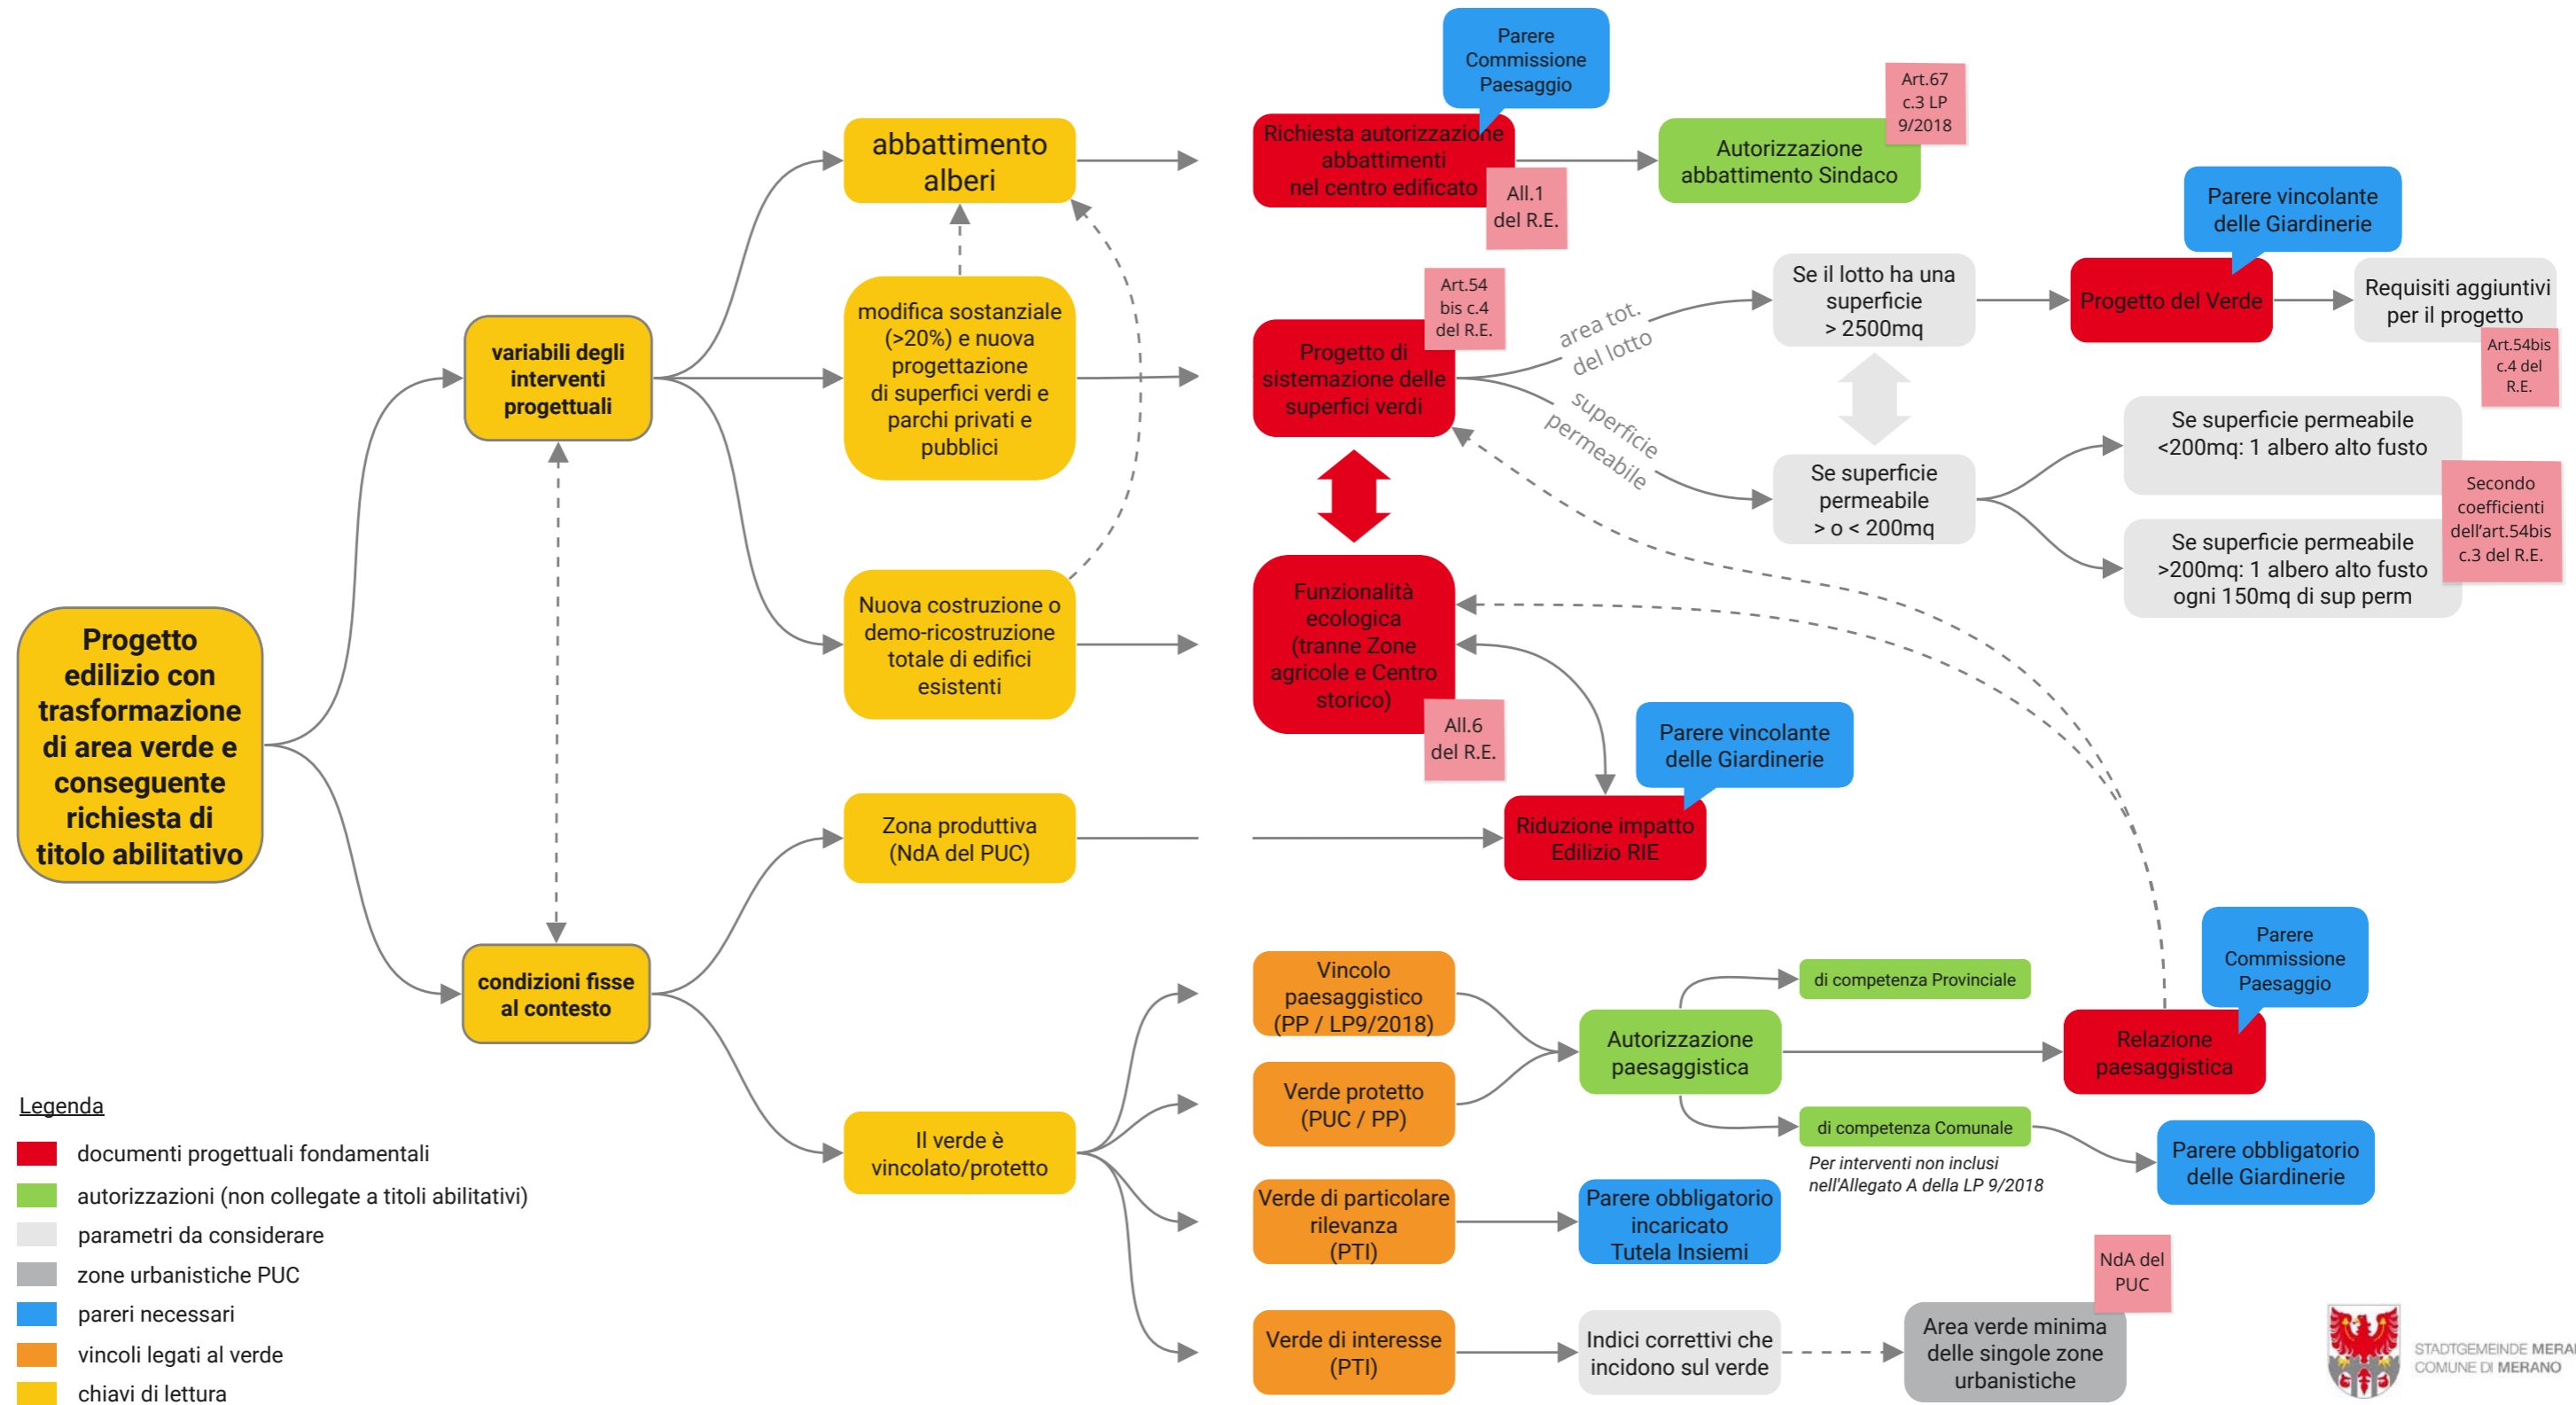 Parere
Commissione
Paesaggio
Art.67
c.3 LP
9/2018
abbattimento
alberi
Richiesta autorizzazione
abbattimenti
nel centro edificato
All.1
del R.E.
Autorizzazione
abbattimento Sindaco
Parere vincolante
delle Giardinerie
variabili degli
interventi
progettuali
modifica sostanziale
(>20%) e nuova
progettazione
di superfici verdi e
parchi privati e
pubblici
Art.54
bis c.4
del R.E.
Progetto di
sistemazione delle
superfici verdi
area tot.
del lotto
superficie
permeabile
Se il lotto ha una
superficie
> 2500mq
Progetto del Verde
Requisiti aggiuntivi
per il progetto
Art.54bis
c.4 del
R.E.
Se superficie
permeabile
> o < 200mq
Se superficie permeabile
<200mq: 1 albero alto fusto
Secondo
coefficienti
dell'art.54bis
c.3 del R.E.
Se superficie permeabile
>200mq: 1 albero alto fusto
ogni 150mq di sup perm
Progetto
edilizio con
trasformazione
di area verde e
conseguente
richiesta di
titolo abilitativo
Nuova costruzione o
demo-ricostruzione
totale di edifici
esistenti
Funzionalità
ecologica
(tranne Zone
agricole e Centro
storico)
All.6
del R.E.
Parere vincolante
delle Giardinerie
Zona produttiva
(NdA del PUC)
Riduzione impatto
Edilizio RIE
condizioni fisse
al contesto
Vincolo
paesaggistico
(PP / LP9/2018)
Verde protetto
(PUC / PP)
Autorizzazione
paesaggistica
di competenza Provinciale
Parere
Commissione
Paesaggio
Relazione
paesaggistica
di competenza Comunale
Per interventi non inclusi
nell'Allegato A della LP 9/2018
Parere obbligatorio
delle Giardinerie
Il verde è
vincolato/protetto
Verde di particolare
rilevanza
(PTI)
Parere obbligatorio
incaricato
Tutela Insiemi
Verde di interesse
(PTI)
Indici correttivi che
incidono sul verde
NdA del
PUC
Area verde minima
delle singole zone
urbanistiche
Legenda
documenti progettuali fondamentali
autorizzazioni (non collegate a titoli abilitativi)
parametri da considerare
zone urbanistiche PUC
pareri necessari
vincoli legati al verde
chiavi di lettura
STADTGEMEINDE MERAN
COMUNE DI MERANO